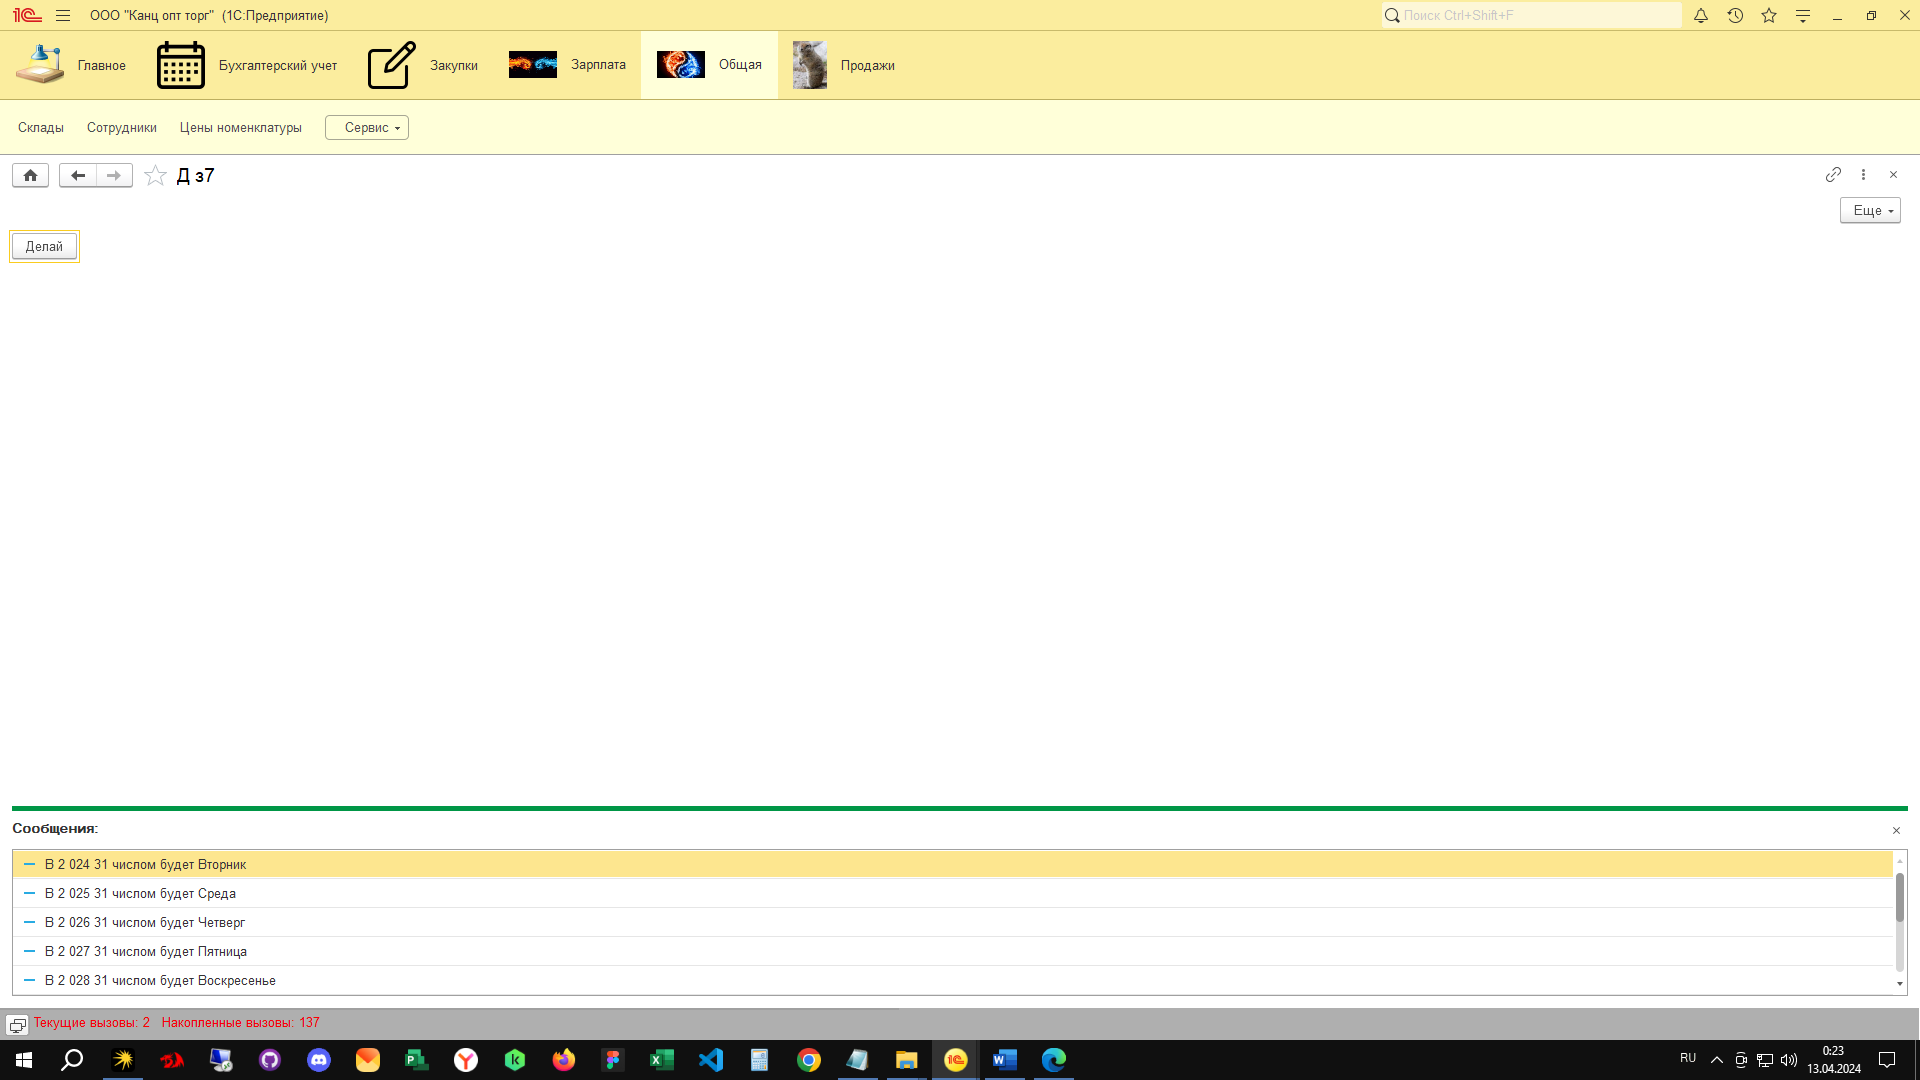 ООО "Канц опт торг" (1С:Предприятие)
Поиск Ctrl+Shift+F
Главное
Бухгалтерский учет
Закупки
Зарплата
Общая
Продажи
Склады
Сотрудники
Цены номенклатуры
Сервис
Д з7
Еще
Делай
Сообщения:
В 2 024 31 числом будет Вторник
В 2 025 31 числом будет Среда
В 2 026 31 числом будет Четверг
В 2 027 31 числом будет Пятница
В 2 028 31 числом будет Воскресенье
Текущие вызовы: 2 Накопленные вызовы: 137
RU
0:23
13.04.2024